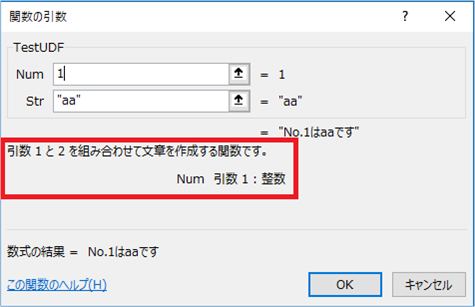 関数の引数
? ×
TestUDF
Num 1 = 1
Str "aa" = "aa"
= "No.1はaaです"
引数 1 と 2 を組み合わせて文章を作成する関数です。
Num 引数 1：整数
数式の結果 = No.1はaaです
この関数のヘルプ(H) OK キャンセル